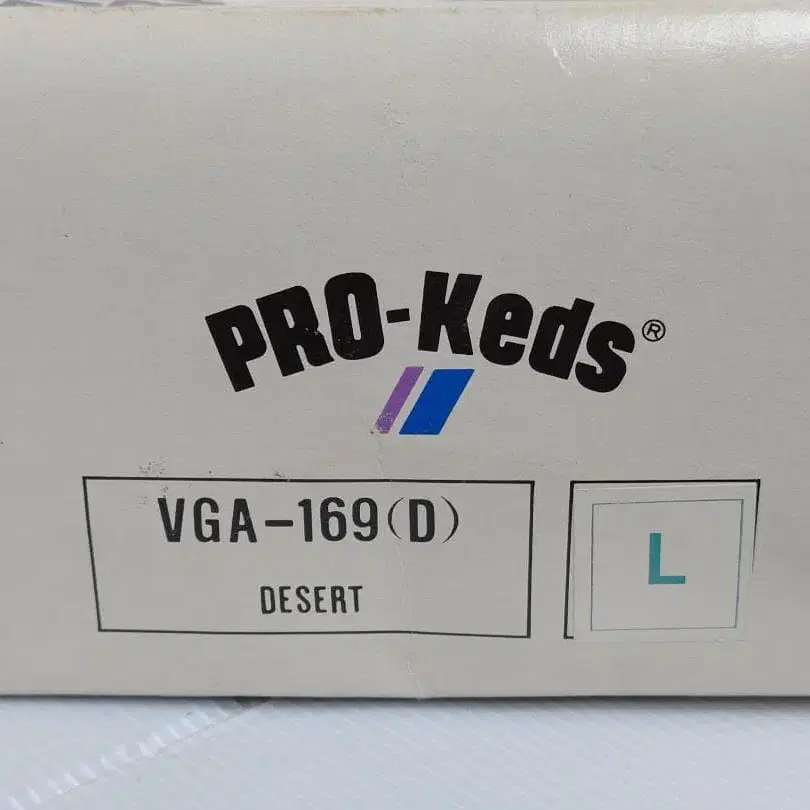 PRO-Keds®
VGA-169(D)
DESERT
L